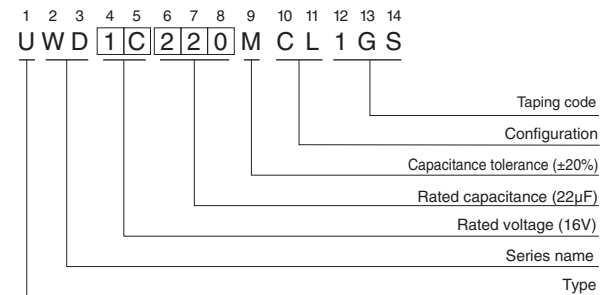 1 2 3 4 5 6 7 8 9 10 11 12 13 14
U W D 1 C 2 2 0 M C L 1 G S
Taping code
Configuration
Capacitance tolerance (±20%)
Rated capacitance (22µF)
Rated voltage (16V)
Series name
Type